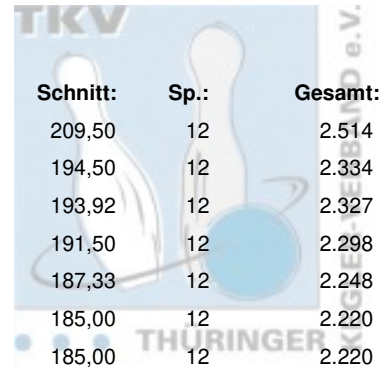 TKV
Schnitt: Sp.: Gesamt:
209,50 12 2.514
194,50 12 2.334
193,92 12 2.327
191,50 12 2.298
187,33 12 2.248
185,00 12 2.220
185,00 12 2.220
THÜRINGER
KEGLER-VERBAND e.V.